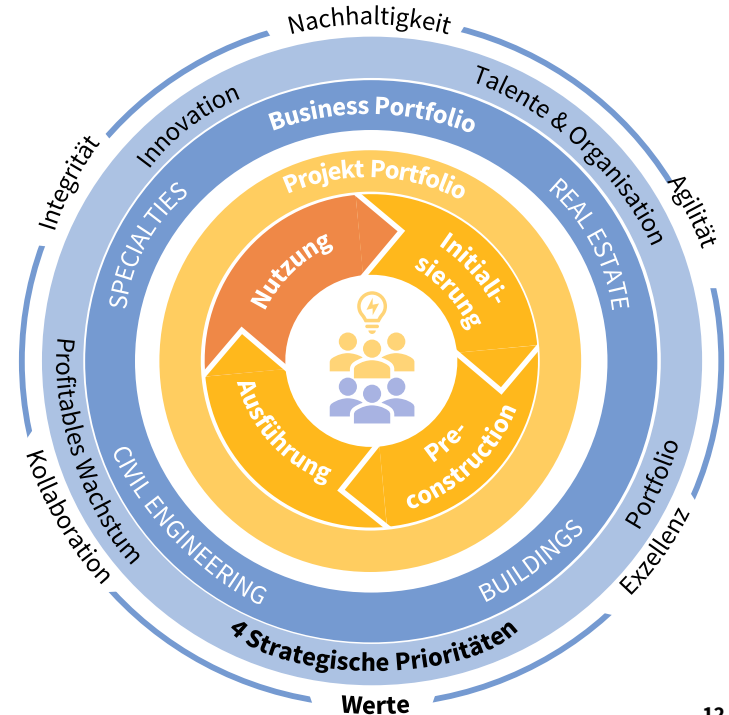 Nachhaltigkeit
Talente & Organisation
Innovation
Business Portfolio
Integrität
Agilität
Projekt Portfolio
SPECIALTIES
REAL ESTATE
Nutzung
Initiali-
sierung
Profitables Wachstum
Ausführung
Pre-
construction
Kollaboration
CIVIL ENGINEERING
BUILDINGS
Portfolio
Exzellenz
4 Strategische Prioritäten
Werte